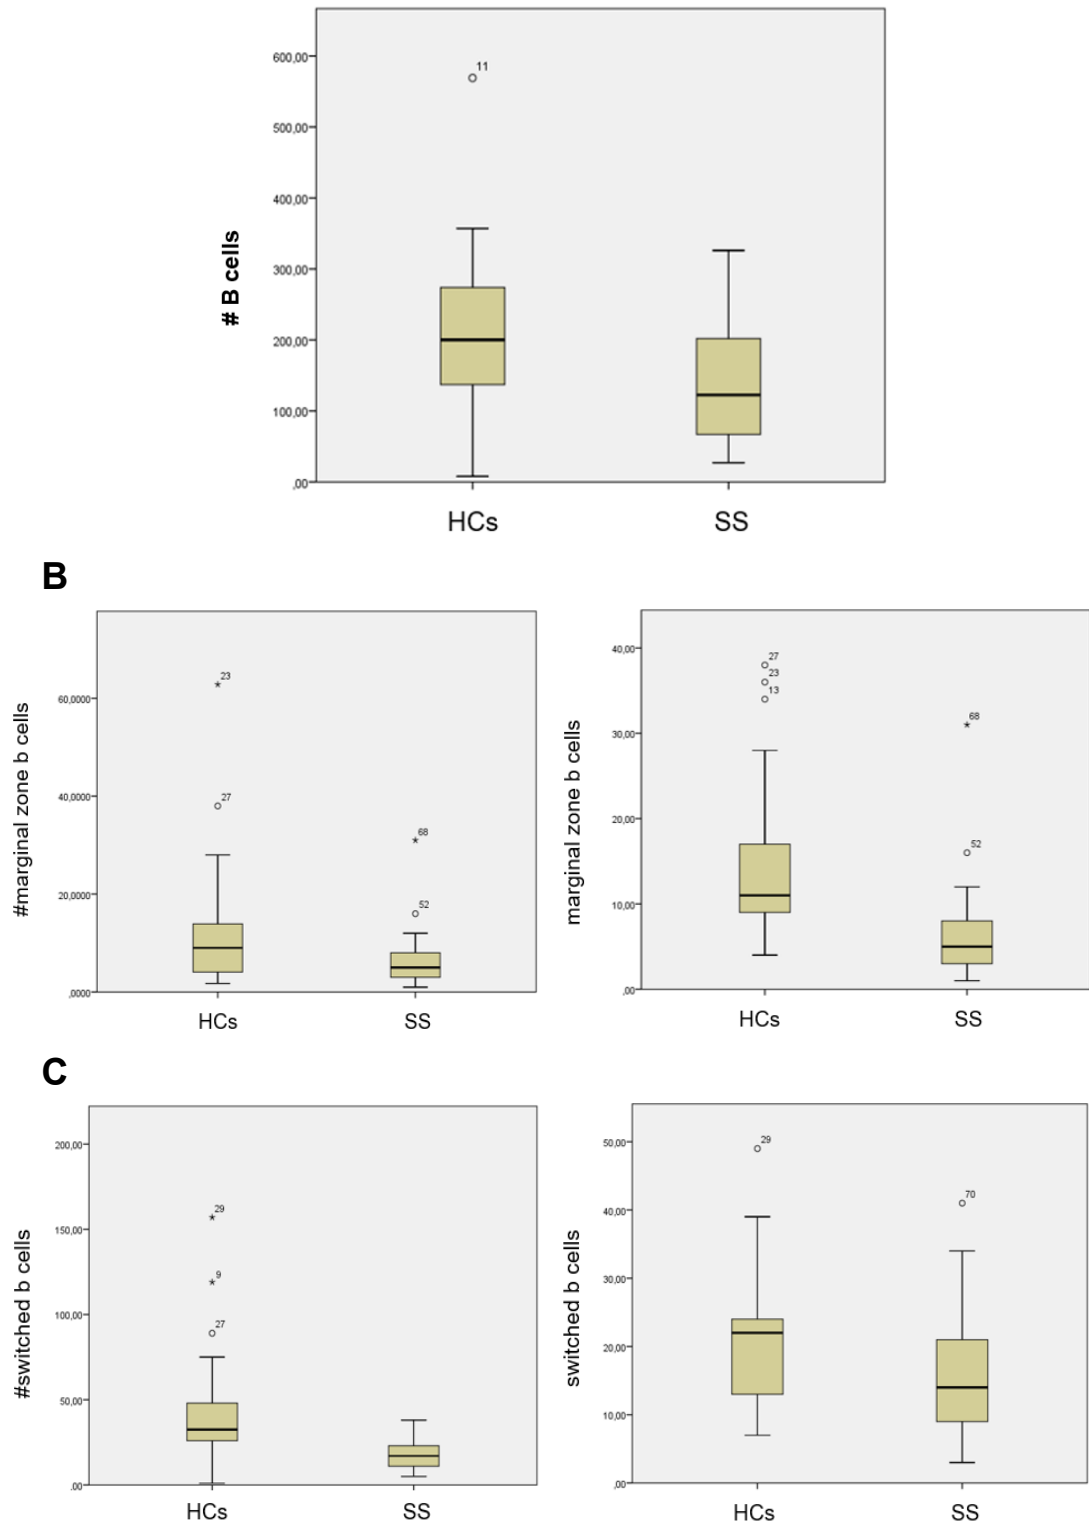 600,00
11
500,00
400,00
300,00
200,00
100,00
,00
# B cells
HCs
SS
B
#marginal zone b cells
60,0000
40,0000
20,0000
,0000
23
27
68
52
HCs
SS
marginal zone b cells
40,00
30,00
20,00
10,00
,00
27
23
13
68
52
HCs
SS
C
#switched b cells
200,00
150,00
100,00
50,00
,00
29
9
27
HCs
SS
switched b cells
50,00
40,00
30,00
20,00
10,00
,00
29
70
HCs
SS